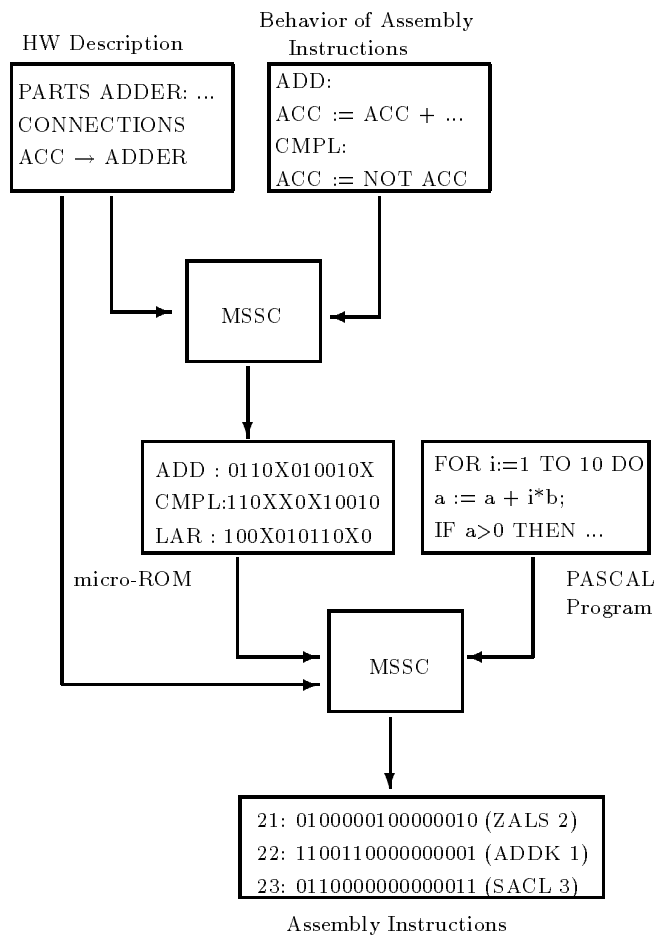 HW Description
Behavior of Assembly
Instructions
PARTS ADDER: ...
CONNECTIONS
ACC → ADDER
ADD:
ACC := ACC + ...
CMPL:
ACC := NOT ACC
MSSC
ADD : 0110X010010X
CMPL:110XX0X10010
LAR : 100X010110X0
micro-ROM
FOR i:=1 TO 10 DO
a := a + i*b;
IF a>0 THEN ...
PASCAL
Program
MSSC
21: 0100000100000010 (ZALS 2)
22: 1100110000000001 (ADDK 1)
23: 0110000000000011 (SACL 3)
Assembly Instructions